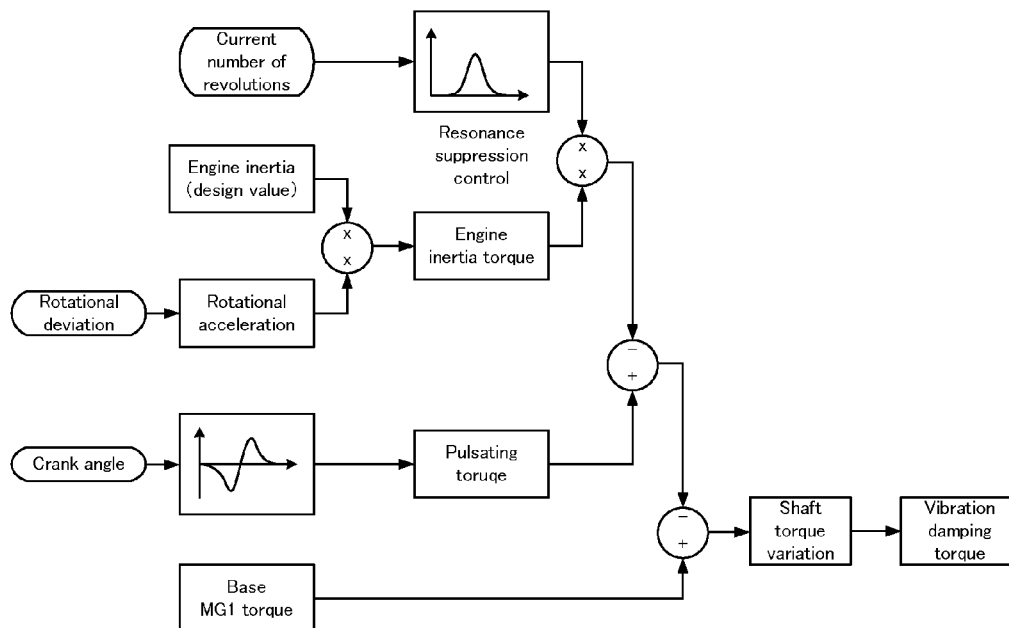 Current
number of
revolutions
Resonance
suppression
control
x
x
Engine inertia
(design value)
x
x
Engine
inertia torque
Rotational
deviation
Rotational
acceleration
−
+
Crank angle
Pulsating
toruqe
−
+
Shaft
torque
variation
Vibration
damping
torque
Base
MG1 torque